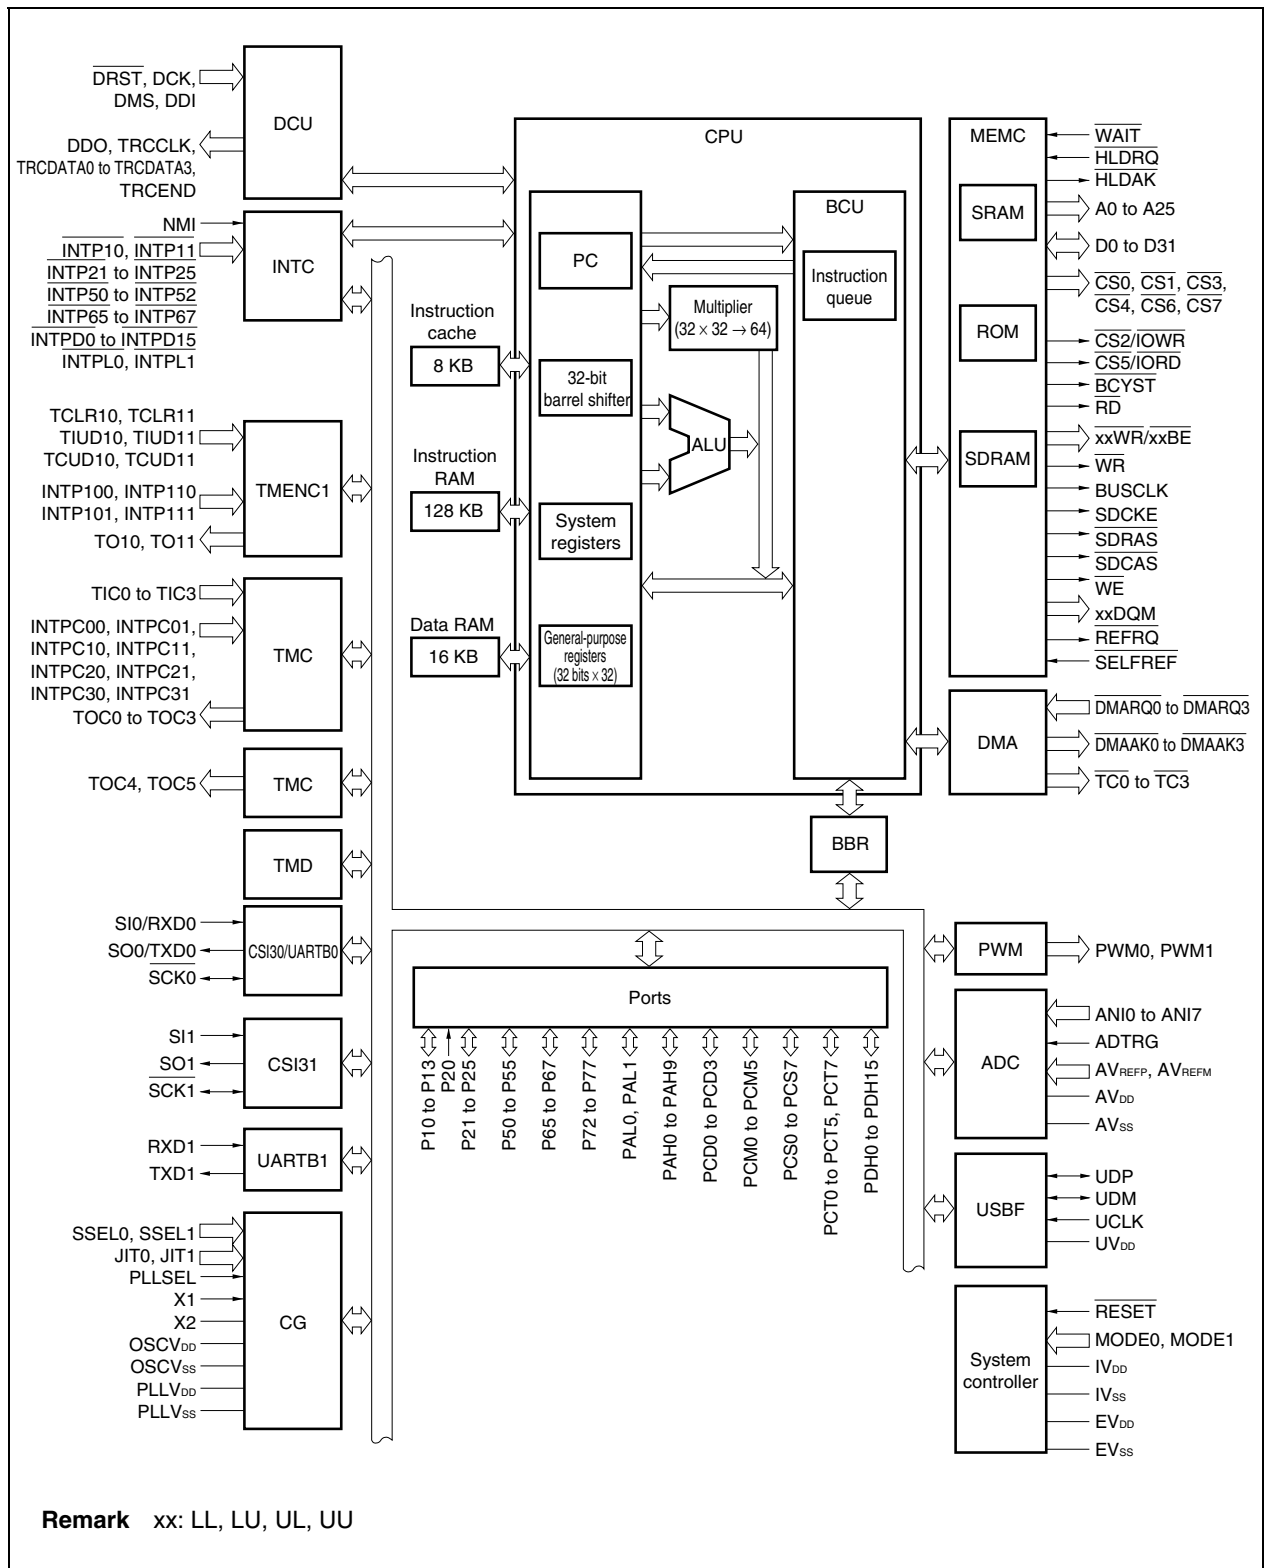 DRST, DCK,
DMS, DDI
DDO, TRCCLK,
TRCDATA0 to TRCDATA3,
TRCEND
DCU
NMI
INTP10, INTP11
INTP21 to INTP25
INTP50 to INTP52
INTP65 to INTP67
INTPD0 to INTPD15
INTPL0, INTPL1
INTC
TCLR10, TCLR11
TIUD10, TIUD11
TCUD10, TCUD11
INTP100, INTP110
INTP101, INTP111
TO10, TO11
TMENC1
TIC0 to TIC3
INTPC00, INTPC01,
INTPC10, INTPC11,
INTPC20, INTPC21,
INTPC30, INTPC31
TOC0 to TOC3
TMC
TOC4, TOC5
TMC
TMD
SI0/RXD0
SO0/TXD0
SCK0
CSI30/UARTB0
SI1
SO1
SCK1
CSI31
RXD1
TXD1
UARTB1
SSEL0, SSEL1
JIT0, JIT1
PLLSEL
X1
X2
OSCVDD
OSCVSS
PLLVDD
PLLVSS
CG
Instruction
cache
8 KB
Instruction
RAM
128 KB
Data RAM
16 KB
CPU
PC
32-bit
barrel shifter
System
registers
General-purpose
registers
(32 bits × 32)
Multiplier
(32 × 32 → 64)
ALU
BCU
Instruction
queue
BBR
Ports
P10 to P13
P20
P21 to P25
P50 to P55
P65 to P67
P72 to P77
PAL0, PAL1
PAH0 to PAH9
PCD0 to PCD3
PCM0 to PCM5
PCS0 to PCS7
PCT0 to PCT5, PCT7
PDH0 to PDH15
MEMC
SRAM
ROM
SDRAM
WAIT
HLDRQ
HLDAK
A0 to A25
D0 to D31
CS0, CS1, CS3,
CS4, CS6, CS7
CS2/IOWR
CS5/IORD
BCYST
RD
xxWR/xxBE
WR
BUSCLK
SDCKE
SDRAS
SDCAS
WE
xxDQM
REFRQ
SELFREF
DMA
DMARQ0 to DMARQ3
DMAAK0 to DMAAK3
TC0 to TC3
PWM
PWM0, PWM1
ADC
ANI0 to ANI7
ADTRG
AVREFP, AVREFM
AVDD
AVSS
USBF
UDP
UDM
UCLK
UVDD
System
controller
RESET
MODE0, MODE1
IVDD
IVSS
EVDD
EVSS
Remark xx: LL, LU, UL, UU